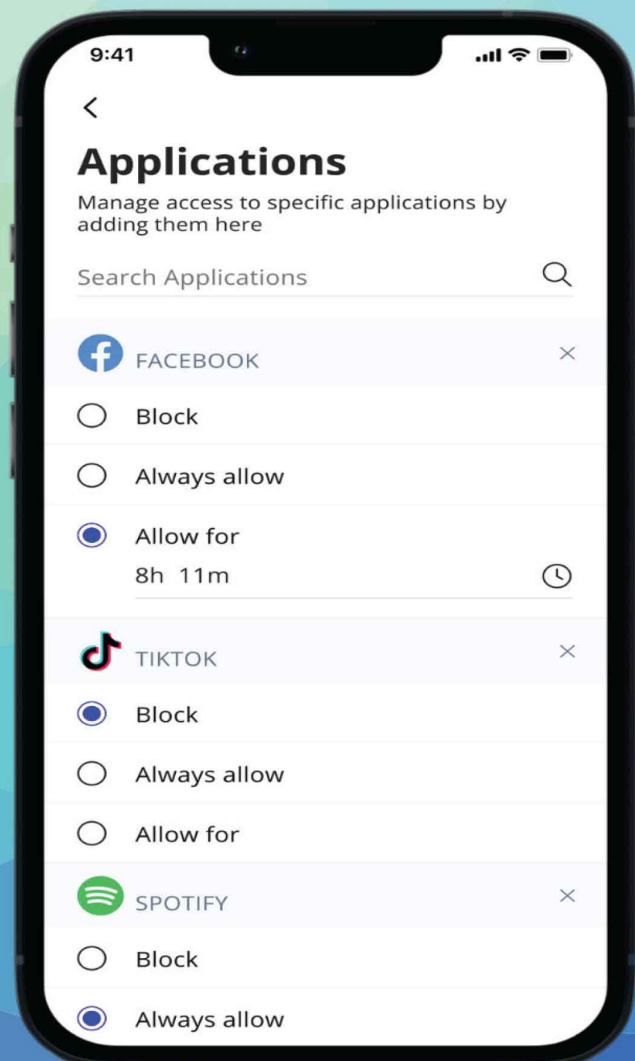 9:41
Applications
Manage access to specific applications by
adding them here
Search Applications
FACEBOOK
Block
Always allow
Allow for
8h 11m
TIKTOK
Block
Always allow
Allow for
SPOTIFY
Block
Always allow